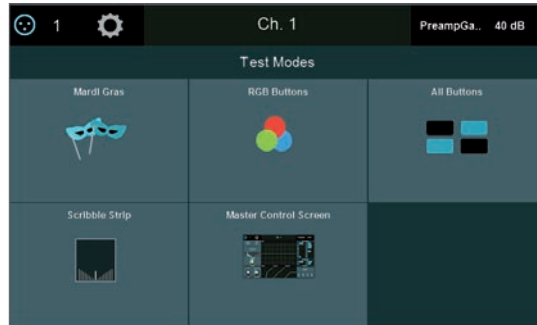 1 Ch. 1 PreampGa.. 40 dB
Test Modes
Mardi Gras RGB Buttons All Buttons
Scribble Strip Master Control Screen